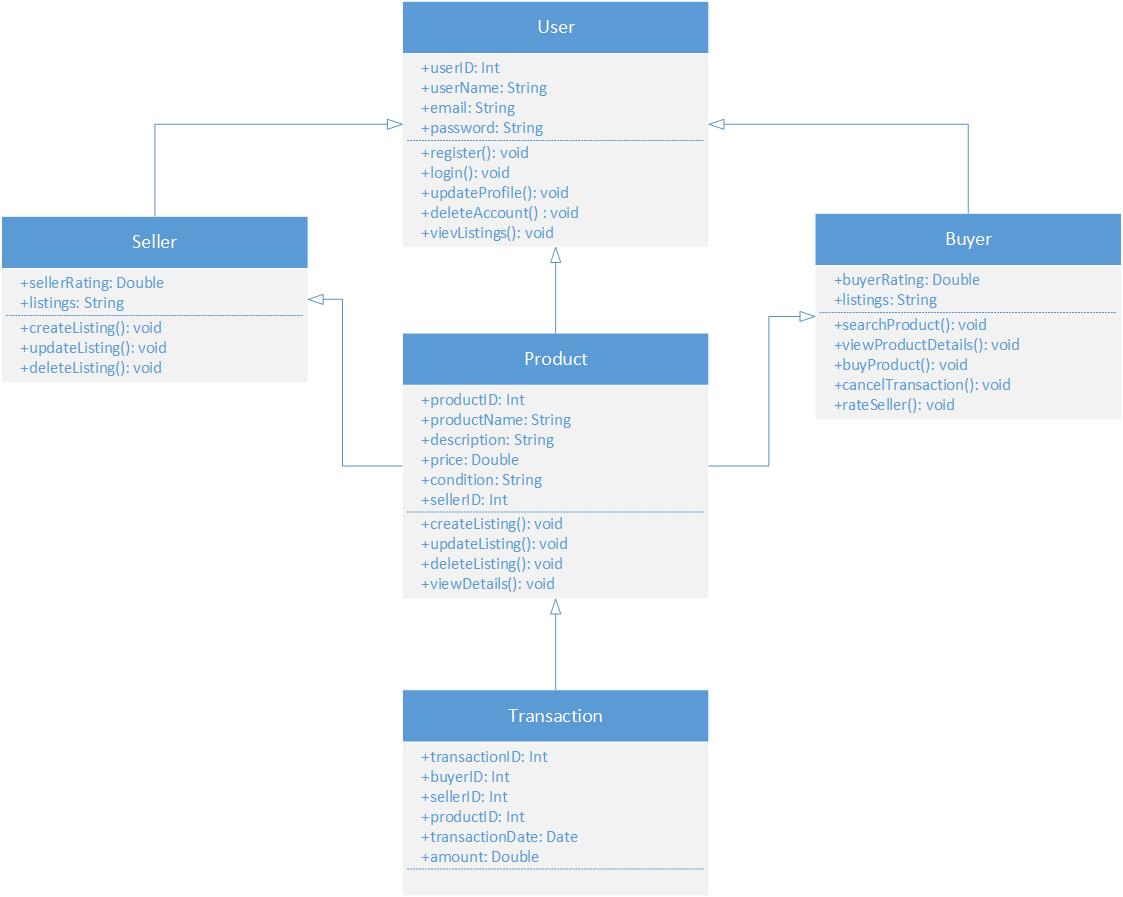 User
+userID: Int
+userName: String
+email: String
+password: String
+register(): void
+login(): void
+updateProfile(): void
+deleteAccount() : void
+vievListings(): void
Seller
+sellerRating: Double
+listings: String
+createListing(): void
+updateListing(): void
+deleteListing(): void
Buyer
+buyerRating: Double
+listings: String
+searchProduct(): void
+viewProductDetails(): void
+buyProduct(): void
+cancelTransaction(): void
+rateSeller(): void
Product
+productID: Int
+productName: String
+description: String
+price: Double
+condition: String
+sellerID: Int
+createListing(): void
+updateListing(): void
+deleteListing(): void
+viewDetails(): void
Transaction
+transactionID: Int
+buyerID: Int
+sellerID: Int
+productID: Int
+transactionDate: Date
+amount: Double